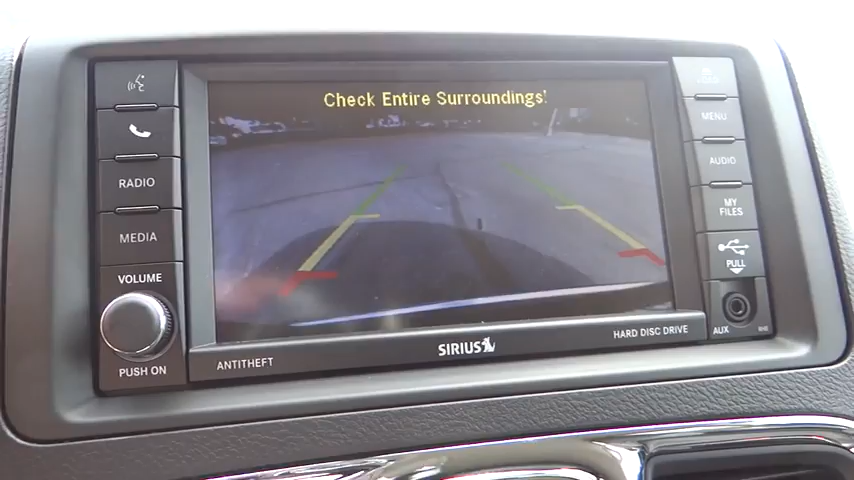 Check Entire Surroundings!
MENU
RADIO
AUDIO
MEDIA
MY
FILES
VOLUME
PULL
PUSH ON
ANTITHEFT
SIRIUS
HARD DISC DRIVE
AUX